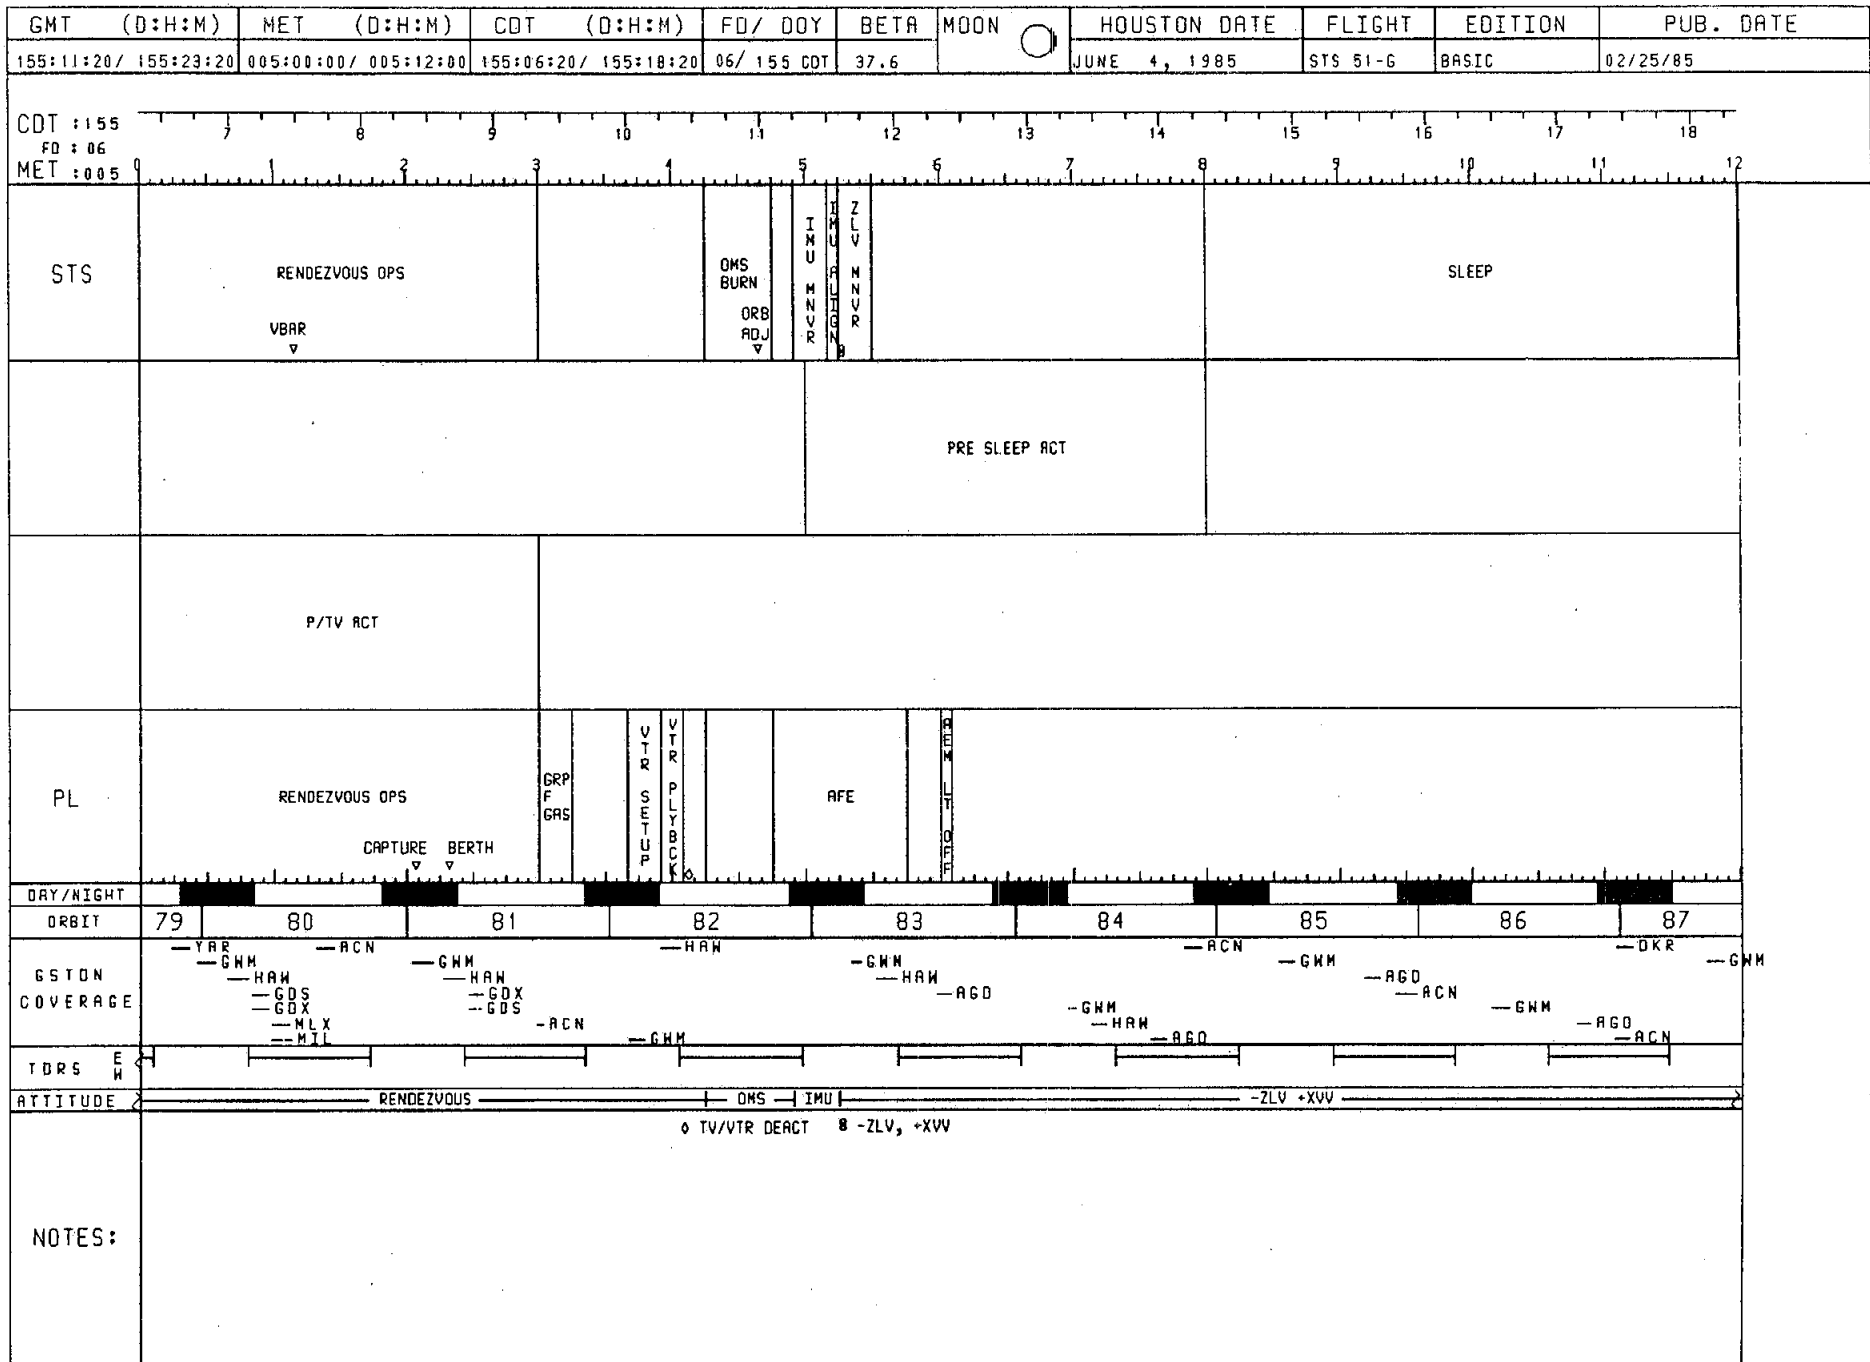 GMT (D:H:M) MET (D:H:M) CDT (D:H:M) FD/ DOY BETA MOON HOUSTON DATE FLIGHT EDITION PUB. DATE
155:11:20/ 155:23:20 005:00:00/ 005:12:00 155:06:20/ 155:18:20 06/ 155 CDT 37.6 JUNE 4, 1985 STS 51-G BASIC 02/25/85
CDT :155
7 8 9 10 11 12 13 14 15 16 17 18
FD : 06
MET :005
0 1 2 3 4 5 6 7 8 9 10 11 12
STS
RENDEZVOUS OPS
VBAR
OMS
BURN
ORB
ADJ
IMU MNVR
IMU ALIGN
ZLV MNVR
SLEEP
PRE SLEEP ACT
P/TV ACT
PL
RENDEZVOUS OPS
CAPTURE BERTH
GRP
F
GAS
VTR SETUP
VTR PLYBCK
AFE
AEM LT OFF
DAY/NIGHT
ORBIT 79 80 81 82 83 84 85 86 87
GSTDN
COVERAGE
YAR ACN HAW ACN DKR
GWM GWM GWM GWM GWM
HAW HAW HAW AGO
GDS GDX AGO ACN
GDX GDS GWM GWM
MLX ACN HAW AGO
MIL GWM AGO ACN
TDRS E
W
ATTITUDE RENDEZVOUS OMS IMU -ZLV +XVV
◊ TV/VTR DEACT 8 -ZLV, +XVV
NOTES: